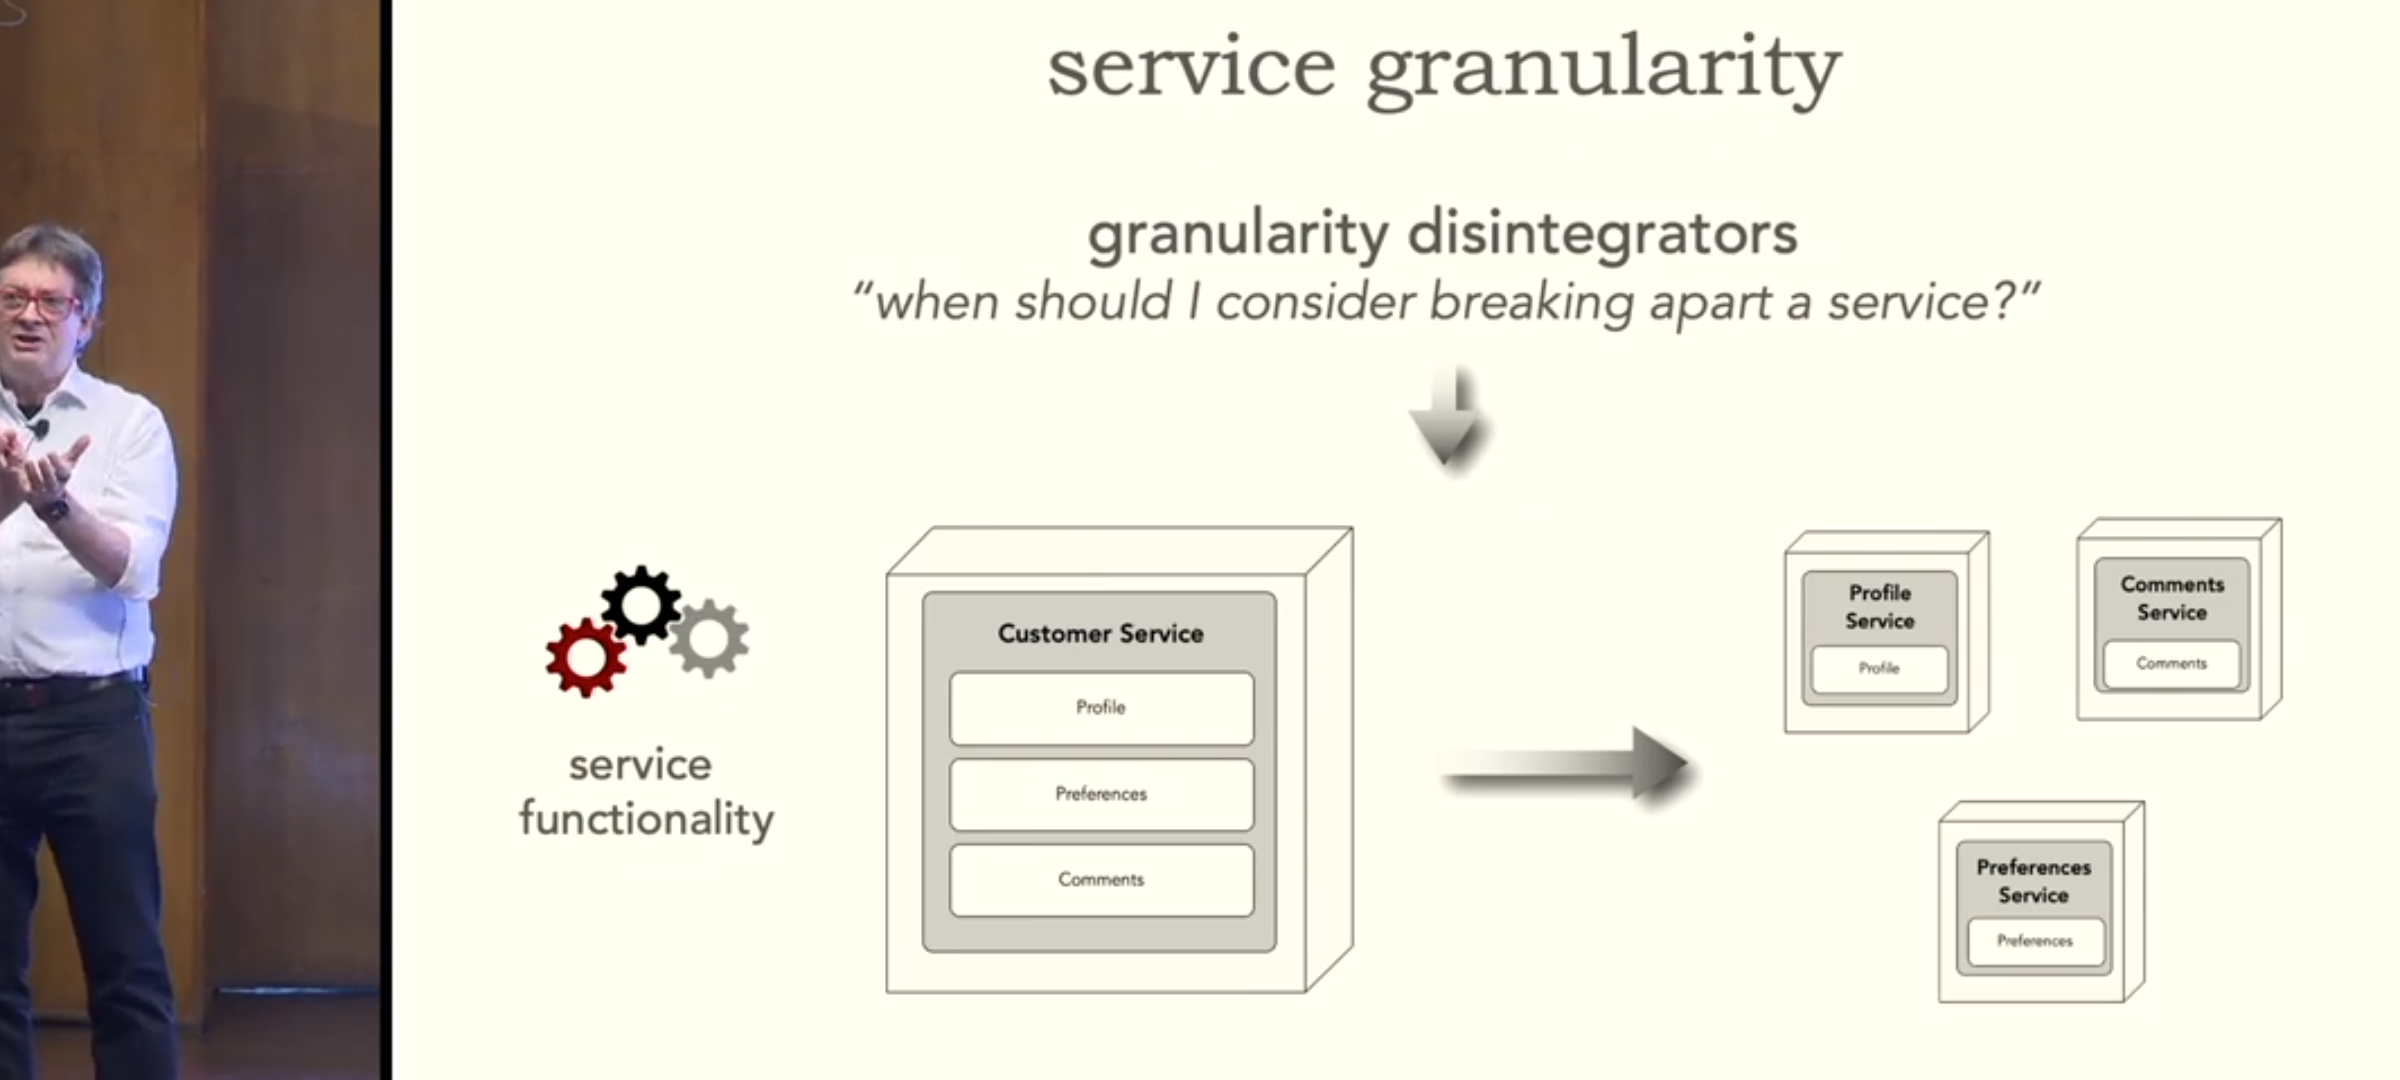 service granularity
granularity disintegrators
“when should I consider breaking apart a service?”
service
functionality
Customer Service
Profile
Preferences
Comments
Profile
Service
Profile
Comments
Service
Comments
Preferences
Service
Preferences